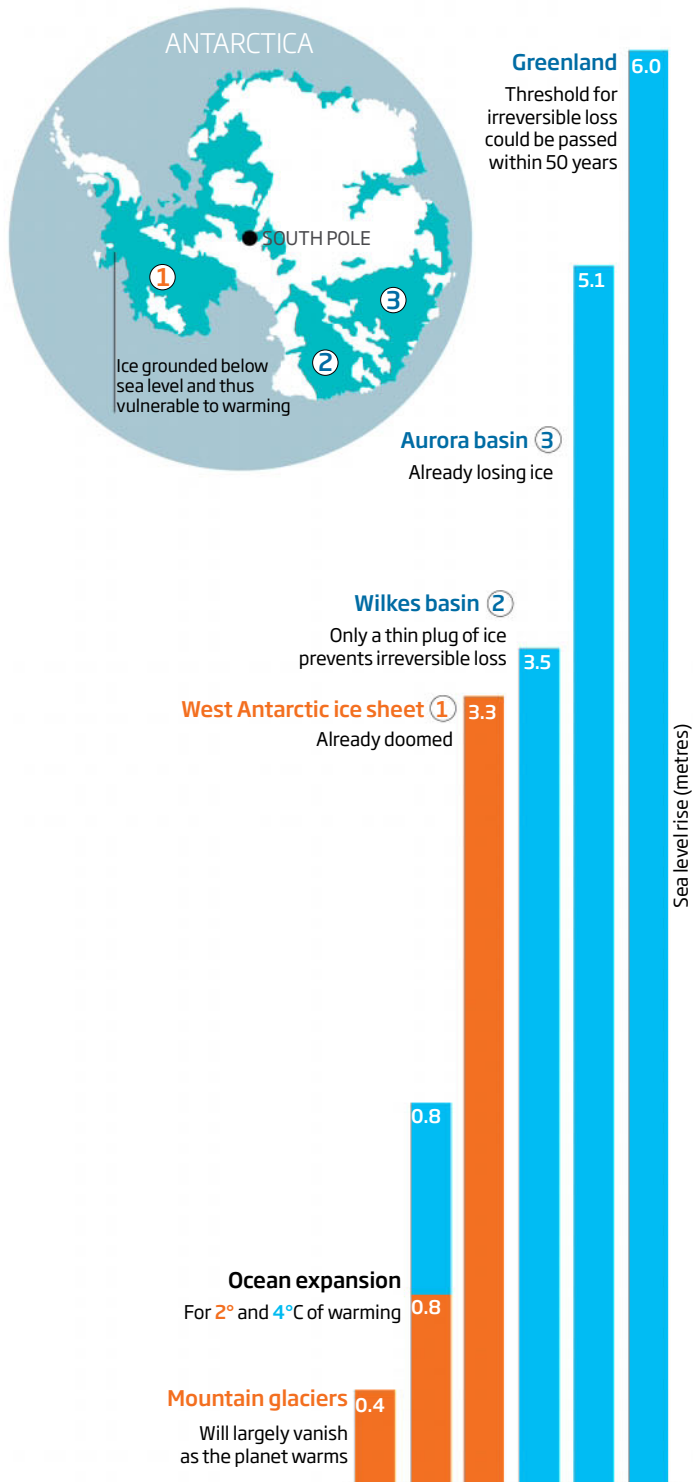 ANTARCTICA
SOUTH POLE
1
3
2
Ice grounded below
sea level and thus
vulnerable to warming
Greenland
6.0
Threshold for
irreversible loss
could be passed
within 50 years
5.1
Aurora basin 3
Already losing ice
Wilkes basin 2
Only a thin plug of ice
prevents irreversible loss
3.5
West Antarctic ice sheet 1
3.3
Already doomed
Sea level rise (metres)
0.8
Ocean expansion
For 2° and 4°C of warming
0.8
Mountain glaciers
0.4
Will largely vanish
as the planet warms